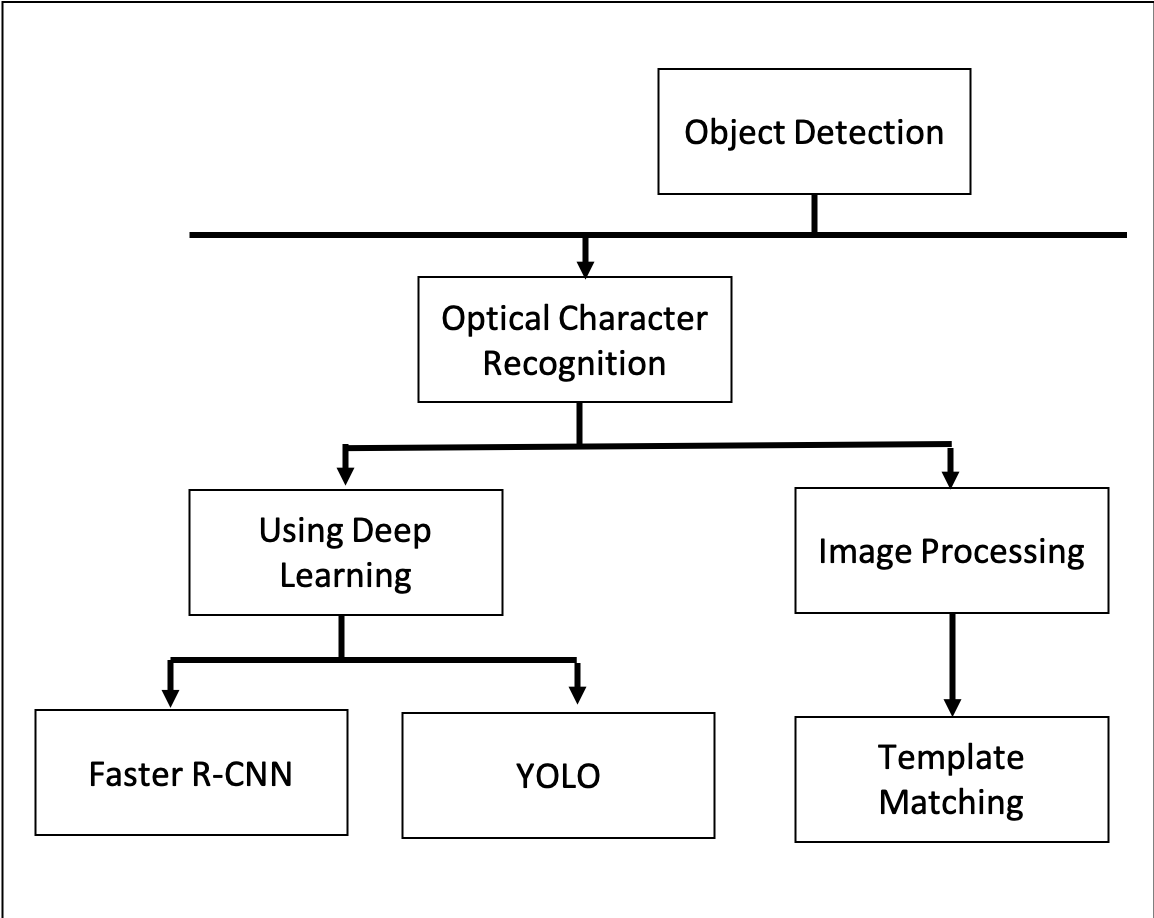 Object Detection
Optical Character
Recognition
Using Deep
Learning
Image Processing
Faster R-CNN
YOLO
Template
Matching